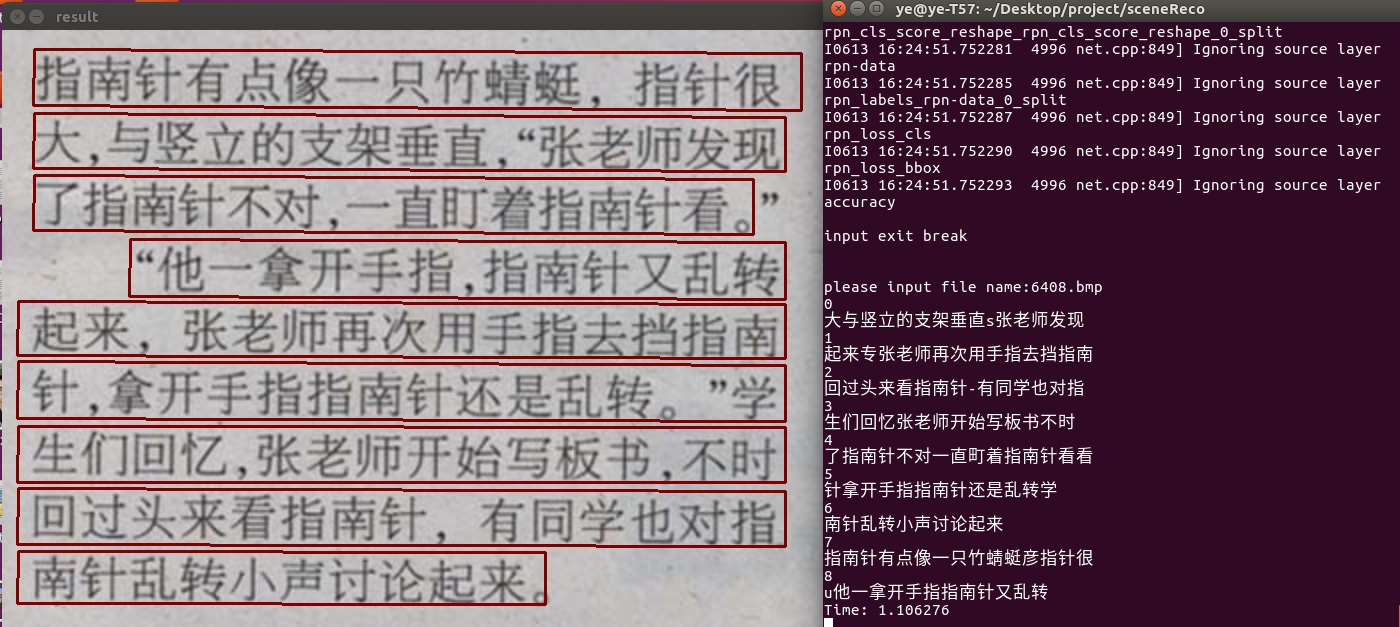 result
指南针有点像一只竹蜻蜓，指针很
大，与竖立的支架垂直，“张老师发现
了指南针不对，一直盯着指南针看。”
“他一拿开手指，指南针又乱转
起来，张老师再次用手指去挡指南
针，拿开手指指南针还是乱转。”学
生们回忆，张老师开始写板书，不时
回过头来看指南针，有同学也对指
南针乱转小声讨论起来。
ye@ye-T57: ~/Desktop/project/sceneReco
rpn_cls_score_reshape_rpn_cls_score_reshape_0_split
I0613 16:24:51.752281  4996 net.cpp:849] Ignoring source layer
rpn-data
I0613 16:24:51.752285  4996 net.cpp:849] Ignoring source layer
rpn_labels_rpn-data_0_split
I0613 16:24:51.752287  4996 net.cpp:849] Ignoring source layer
rpn_loss_cls
I0613 16:24:51.752290  4996 net.cpp:849] Ignoring source layer
rpn_loss_bbox
I0613 16:24:51.752293  4996 net.cpp:849] Ignoring source layer
accuracy
input exit break
please input file name:6408.bmp
0
大与竖立的支架垂直s张老师发现
1
起来专张老师再次用手指去挡指南
2
回过头来看指南针-有同学也对指
3
生们回忆张老师开始写板书不时
4
了指南针不对一直町着指南针看看
5
针拿开手指指南针还是乱转学
6
南针乱转小声讨论起来
7
指南针有点像一只竹蜻蜓彦指针很
8
u他一拿开手指指南针又乱转
Time: 1.106276